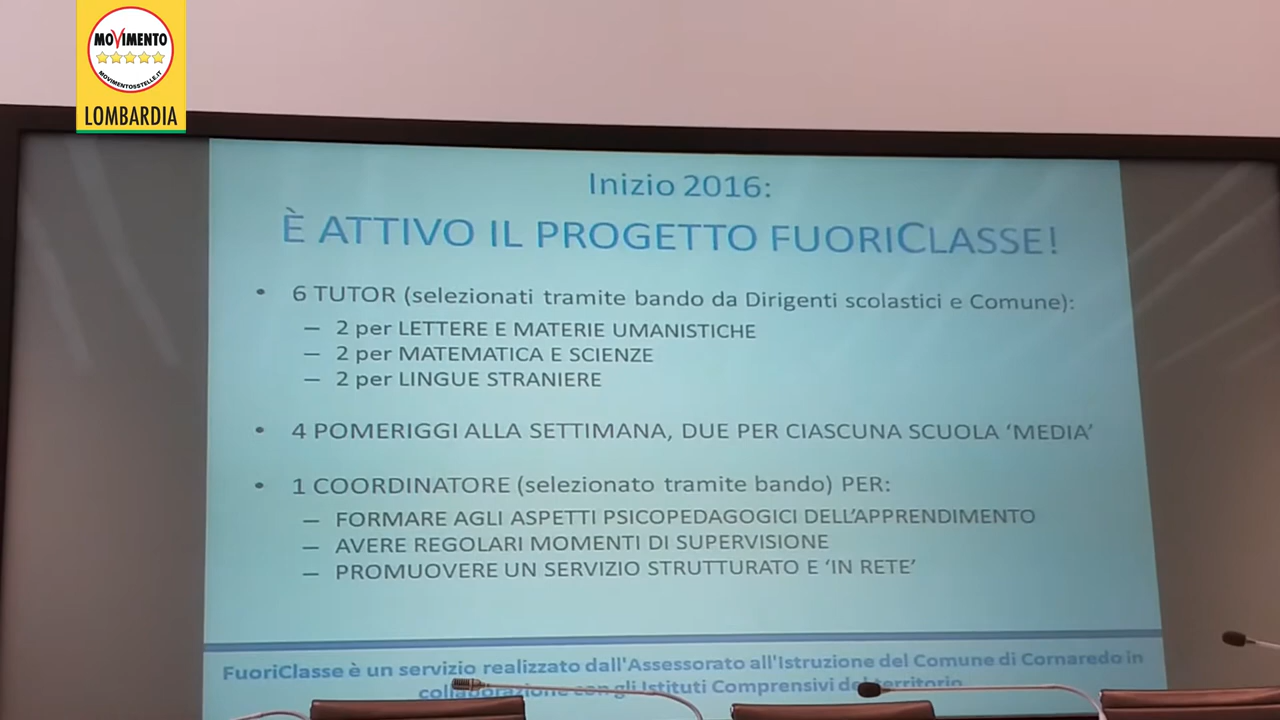 MOVIMENTO
MOVIMENTO5STELLE.IT
LOMBARDIA
Inizio 2016:
È ATTIVO IL PROGETTO FUORICLASSE!
• 6 TUTOR (selezionati tramite bando da Dirigenti scolastici e Comune):
– 2 per LETTERE E MATERIE UMANISTICHE
– 2 per MATEMATICA E SCIENZE
– 2 per LINGUE STRANIERE
• 4 POMERIGGI ALLA SETTIMANA, DUE PER CIASCUNA SCUOLA ‘MEDIA’
• 1 COORDINATORE (selezionato tramite bando) PER:
– FORMARE AGLI ASPETTI PSICOPEDAGOGICI DELL’APPRENDIMENTO
– AVERE REGOLARI MOMENTI DI SUPERVISIONE
– PROMUOVERE UN SERVIZIO STRUTTURATO E ‘IN RETE’
FuoriClasse è un servizio realizzato dall'Assessorato all'Istruzione del Comune di Cornaredo in
collaborazione con gli Istituti Comprensivi del territorio